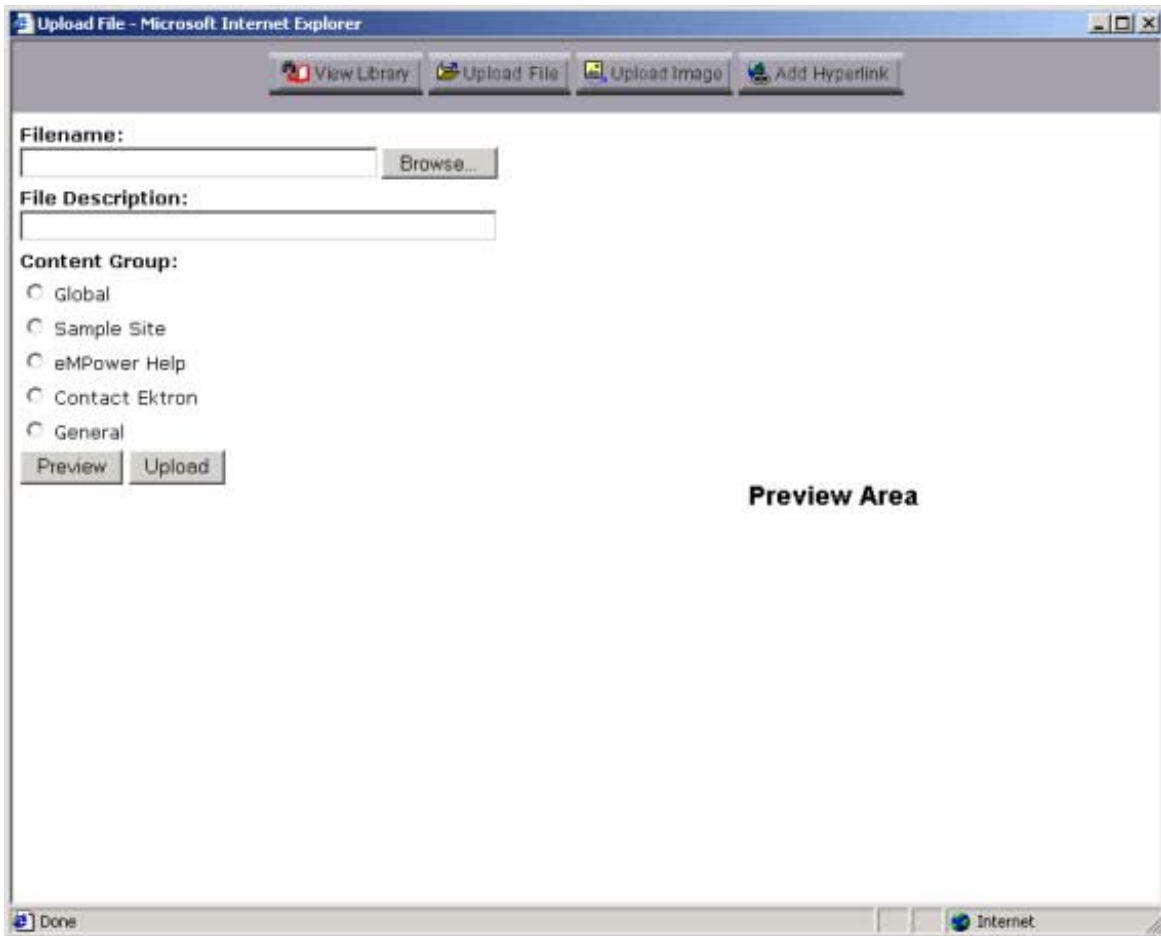 Upload File - Microsoft Internet Explorer
View Library Upload File Upload Image Add Hyperlink
Filename:
Browse...
File Description:
Content Group:
Global
Sample Site
eMPower Help
Contact Ektron
General
Preview Upload
Preview Area
Done Internet